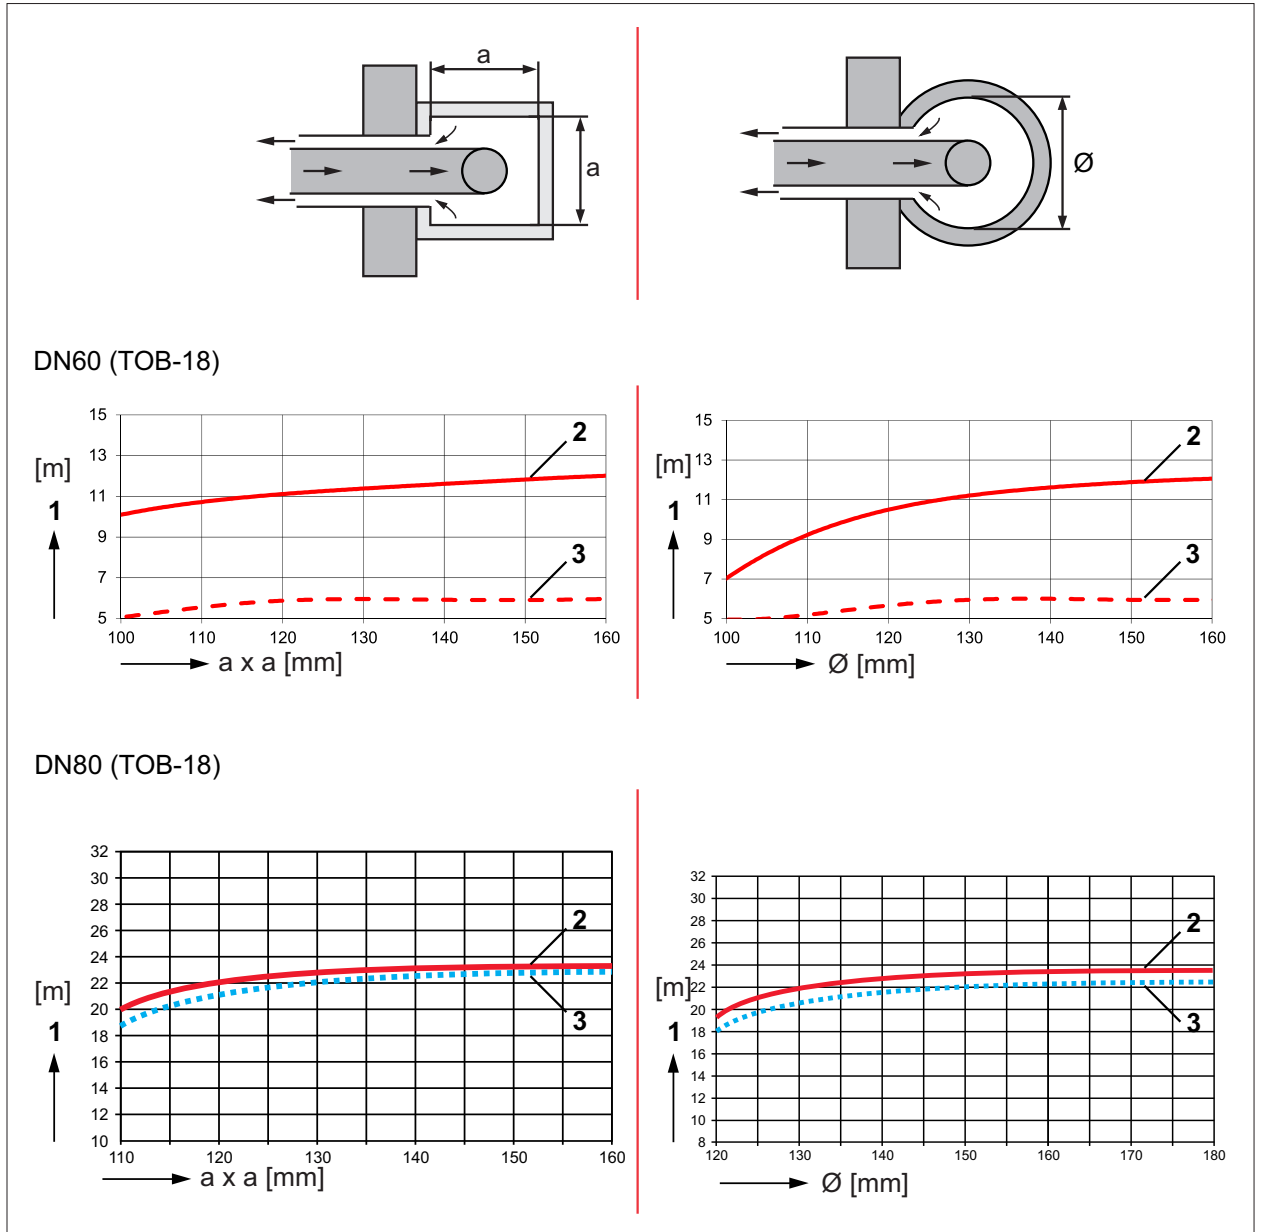 a
a
Ø
DN60 (TOB-18)
15
13
11
9
7
5
[m]
1
2
3
100 110 120 130 140 150 160
a x a [mm]
15
13
11
9
7
5
[m]
1
2
3
100 110 120 130 140 150 160
Ø [mm]
DN80 (TOB-18)
32
30
28
26
24
22
20
18
16
14
12
10
[m]
1
2
3
110 120 130 140 150 160
a x a [mm]
32
30
28
26
24
22
20
18
16
14
12
10
8
[m]
1
2
3
120 130 140 150 160 170 180
Ø [mm]